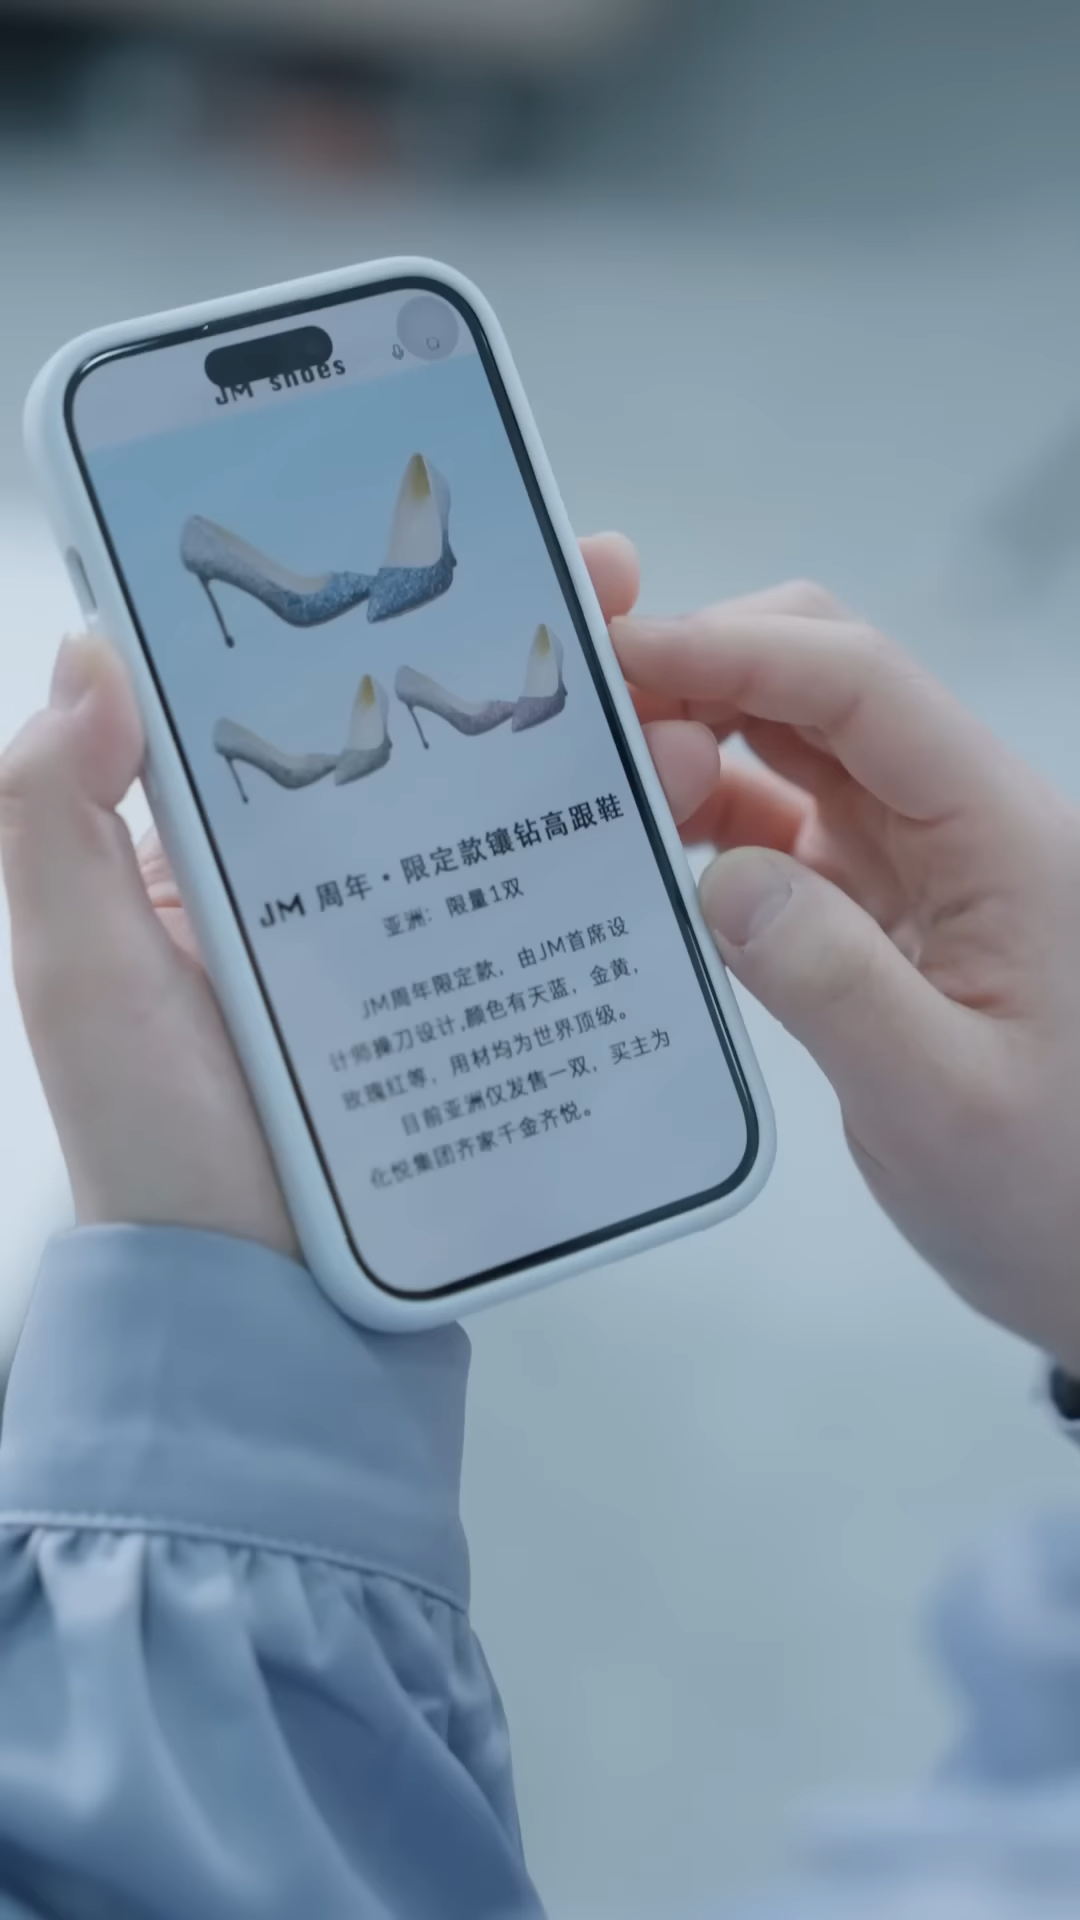 JM shoes
JM 周年·限定款镶钻高跟鞋
亚洲：限量1双
JM周年限定款，由JM首席设
计师操刀设计,颜色有天蓝，金黄，
玫瑰红等，用材均为世界顶级。
目前亚洲仅发售一双，买主为
化悦集团齐家千金齐悦。